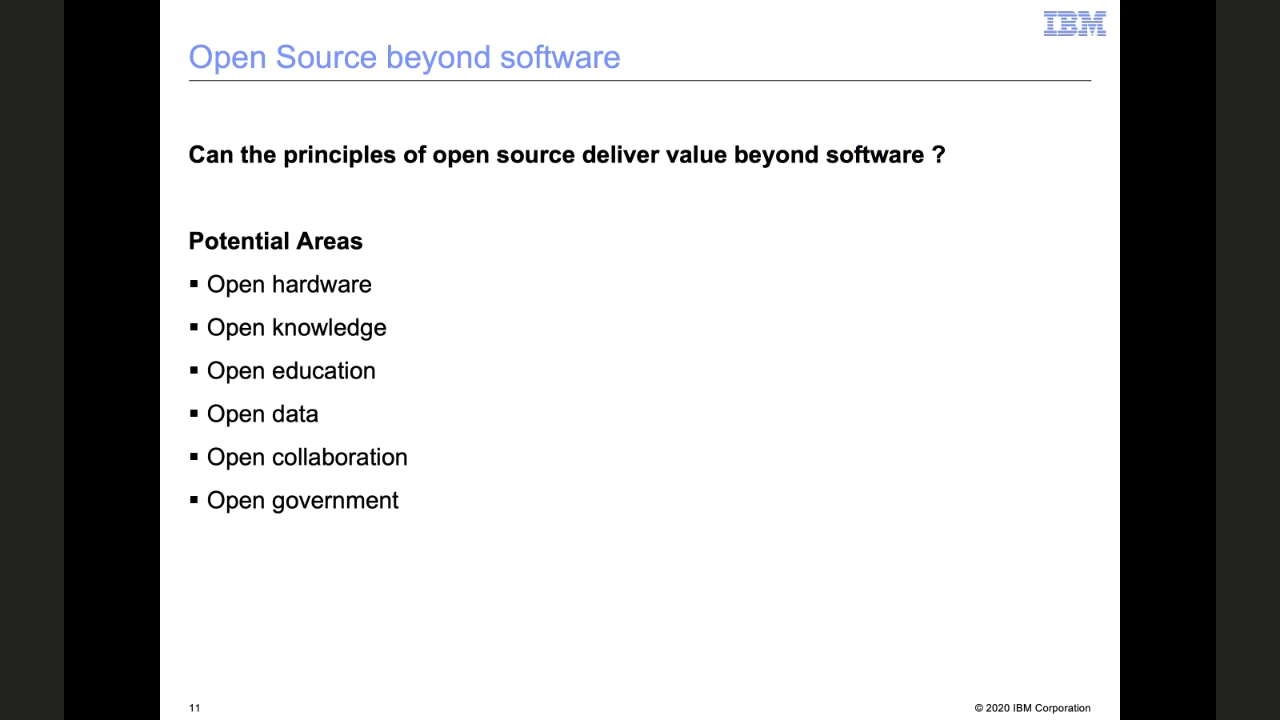 IBM
Open Source beyond software
Can the principles of open source deliver value beyond software ?
Potential Areas
▪ Open hardware
▪ Open knowledge
▪ Open education
▪ Open data
▪ Open collaboration
▪ Open government
11
© 2020 IBM Corporation